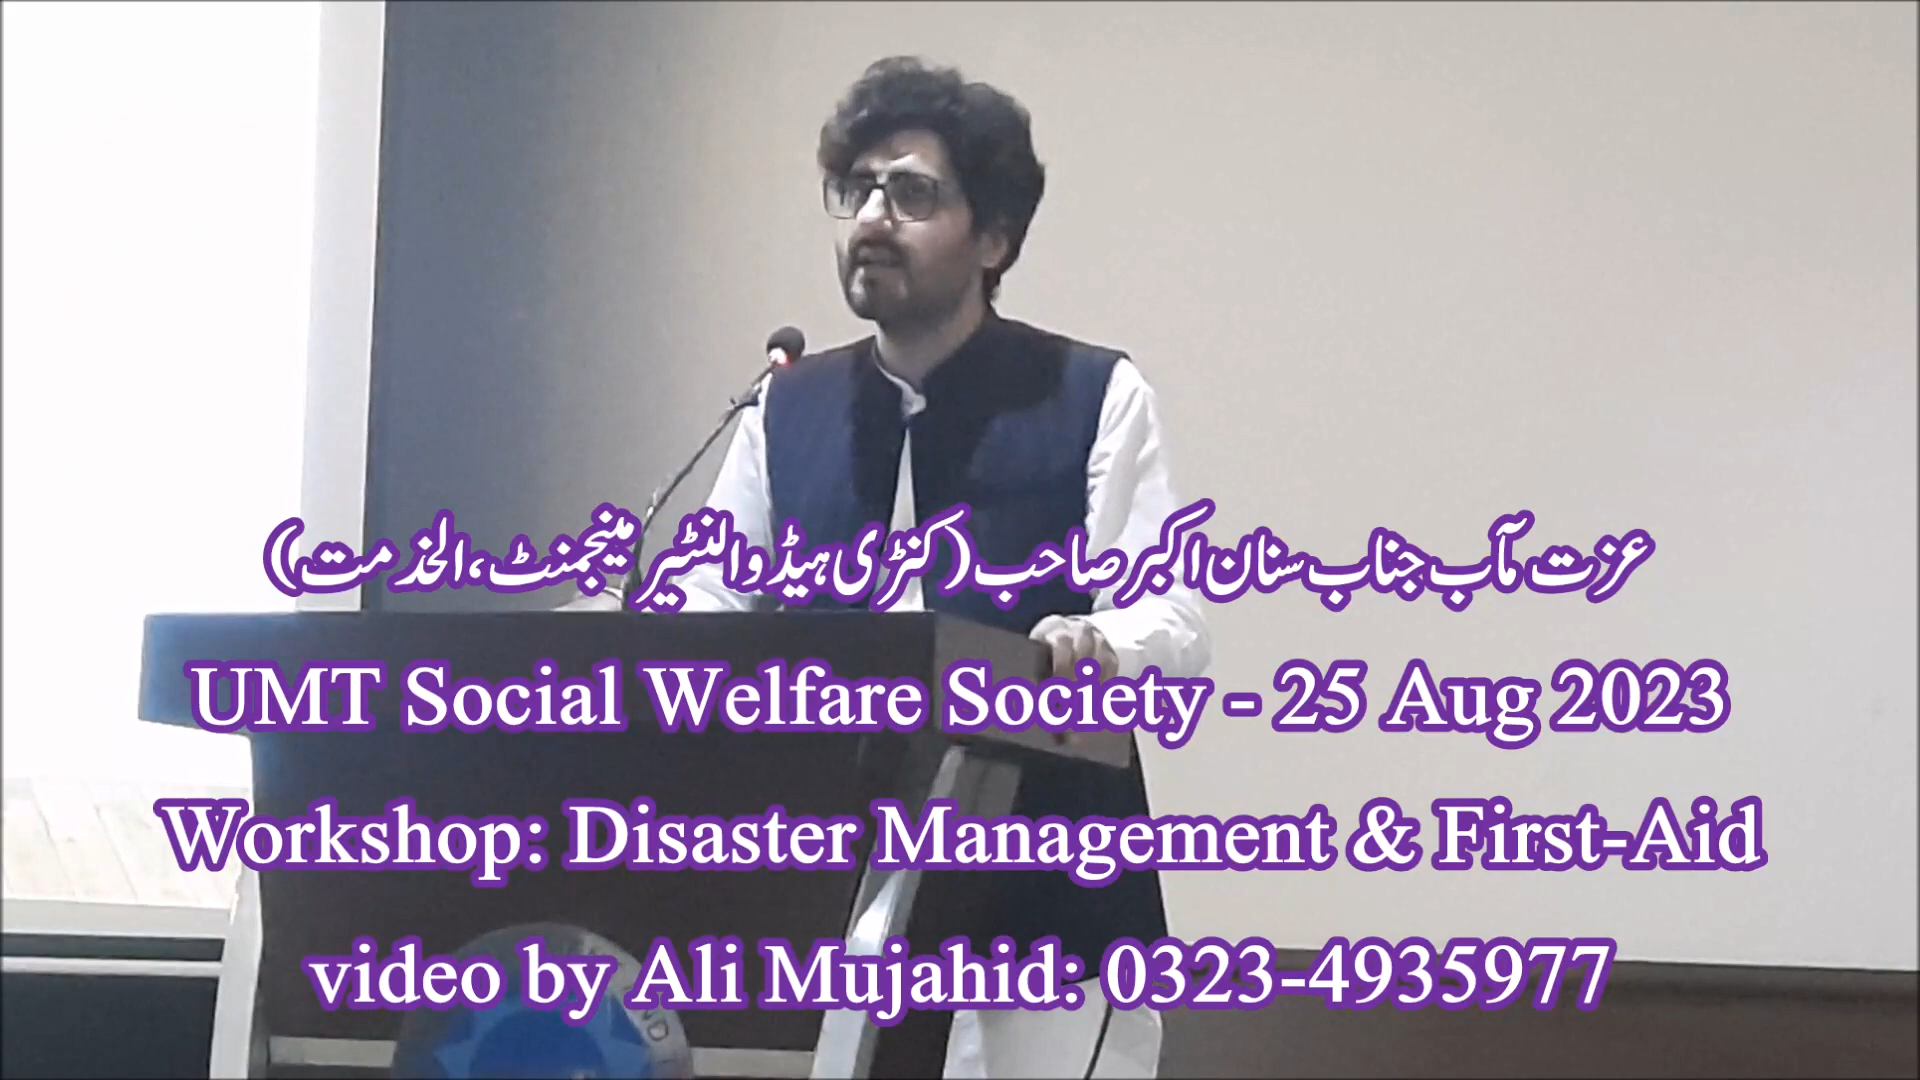 عزت مآب جناب سنان اکبر صاحب (کنٹری ہیڈ والنٹیر مینجمنٹ، الخدمت)
UMT Social Welfare Society - 25 Aug 2023
Workshop: Disaster Management & First-Aid
video by Ali Mujahid: 0323-4935977